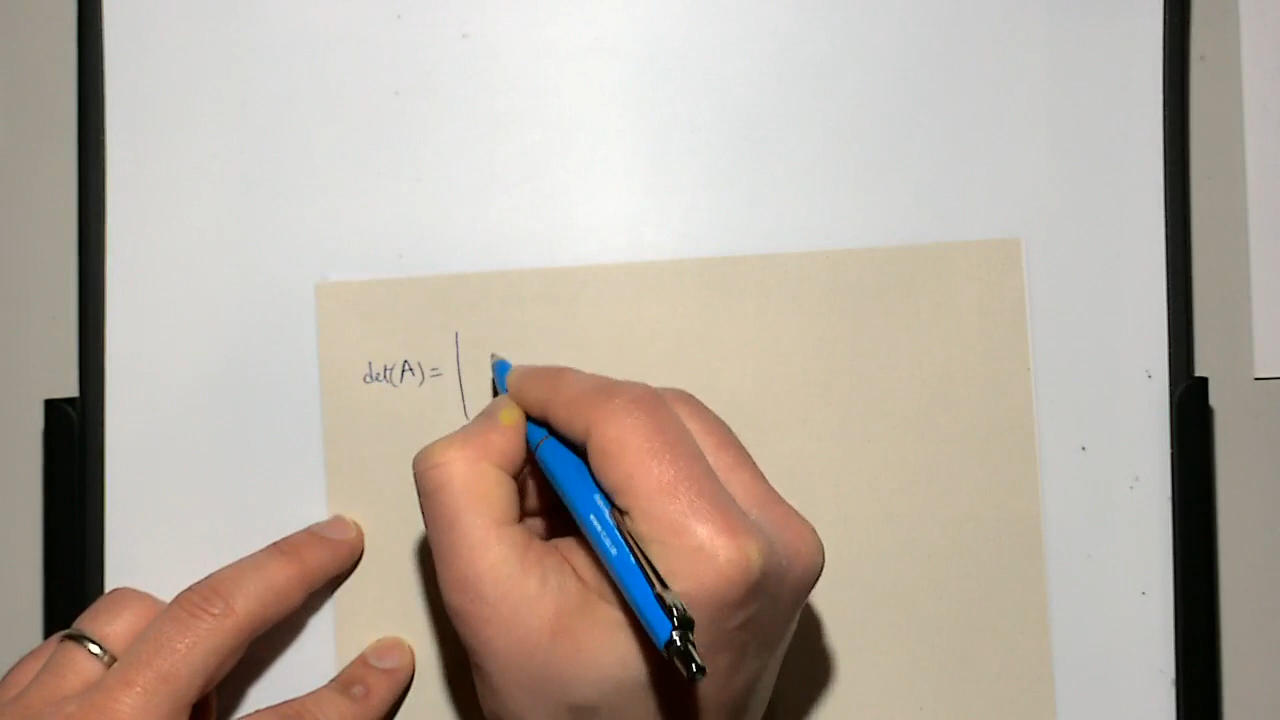 det(A) = |